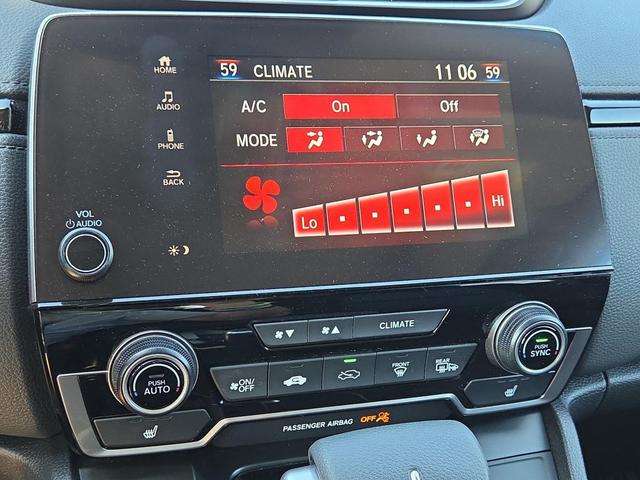 59 CLIMATE 11 06 59
HOME
A/C On Off
AUDIO
MODE
PHONE
BACK
Lo Hi
VOL
AUDIO
CLIMATE
PUSH
SYNC
PUSH
AUTO
ON/
OFF
FRONT
REAR
PASSENGER AIRBAG OFF